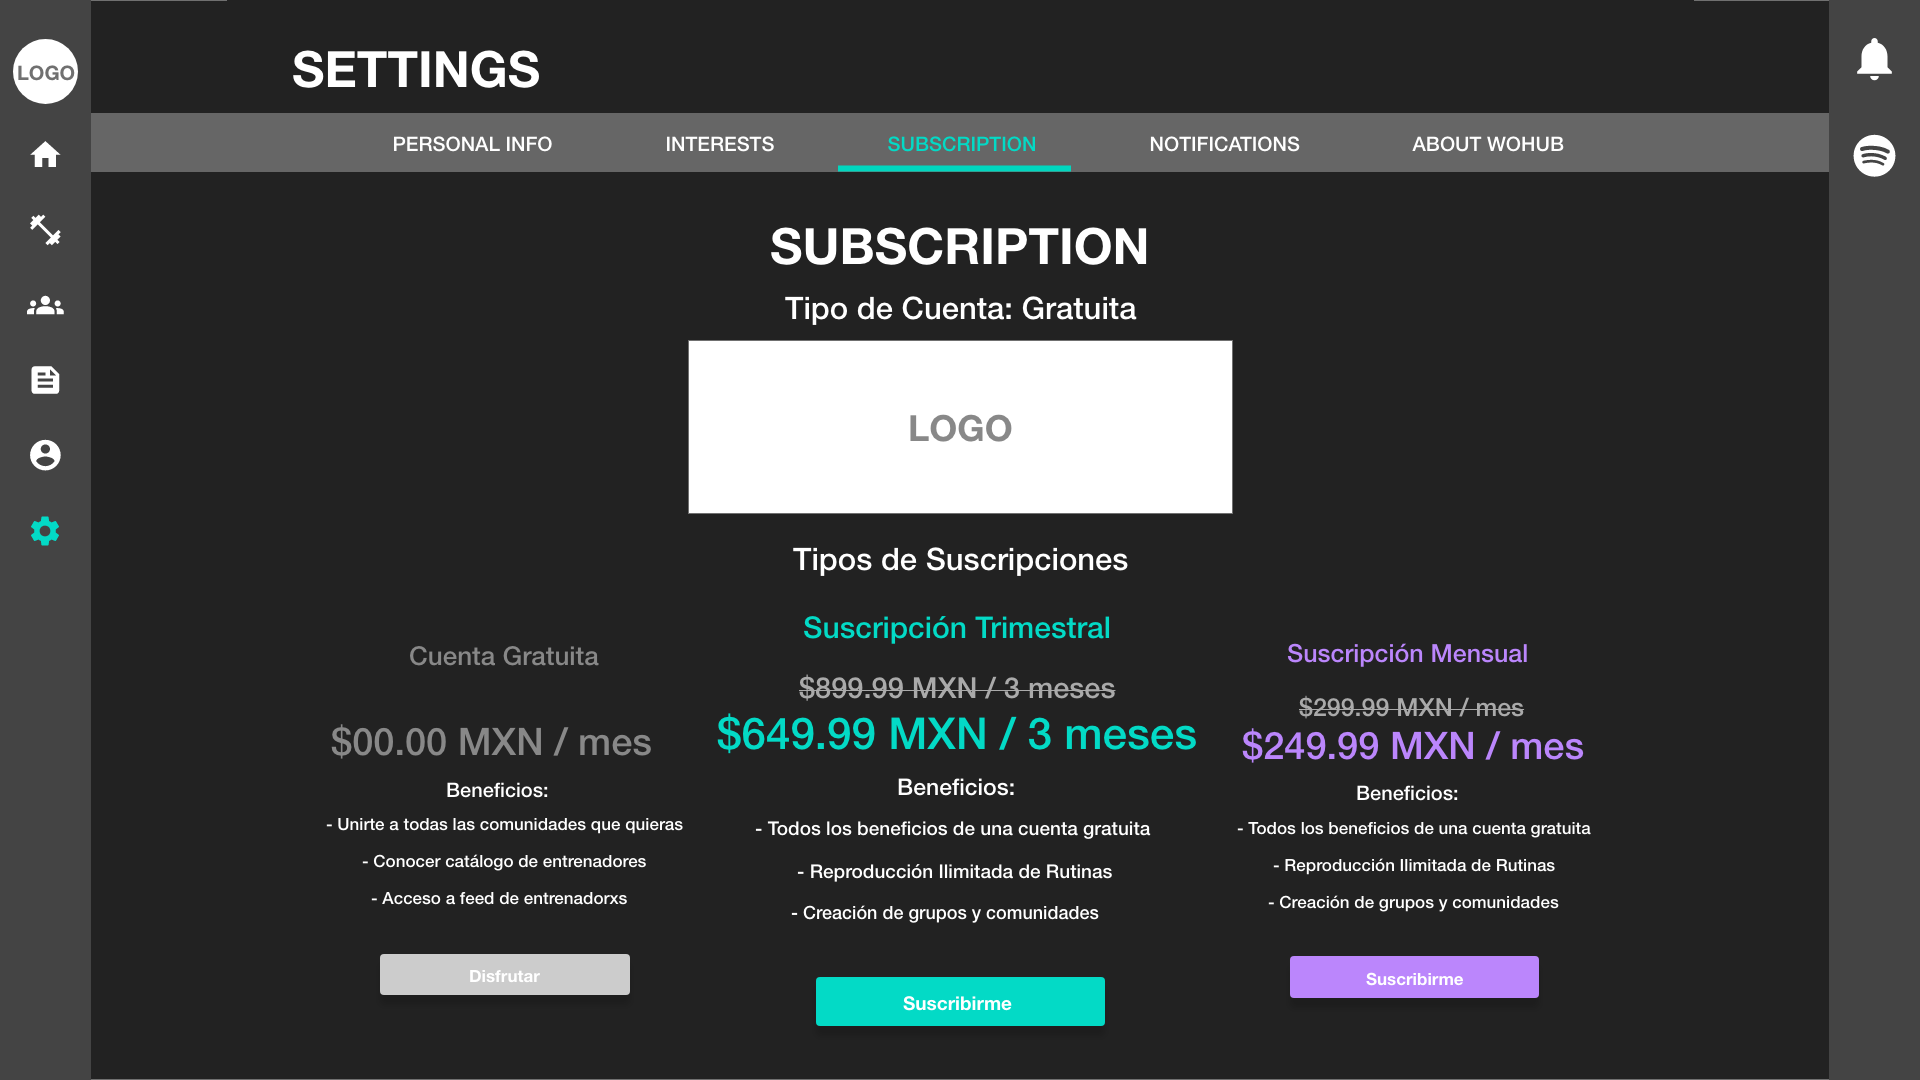 LOGO
SETTINGS
PERSONAL INFO
INTERESTS
SUBSCRIPTION
NOTIFICATIONS
ABOUT WOHUB
SUBSCRIPTION
Tipo de Cuenta: Gratuita
LOGO
Tipos de Suscripciones
Cuenta Gratuita
$00.00 MXN / mes
Beneficios:
- Unirte a todas las comunidades que quieras
- Conocer catálogo de entrenadores
- Acceso a feed de entrenadorxs
Disfrutar
Suscripción Trimestral
$899.99 MXN / 3 meses
$649.99 MXN / 3 meses
Beneficios:
- Todos los beneficios de una cuenta gratuita
- Reproducción Ilimitada de Rutinas
- Creación de grupos y comunidades
Suscribirme
Suscripción Mensual
$299.99 MXN / mes
$249.99 MXN / mes
Beneficios:
- Todos los beneficios de una cuenta gratuita
- Reproducción Ilimitada de Rutinas
- Creación de grupos y comunidades
Suscribirme